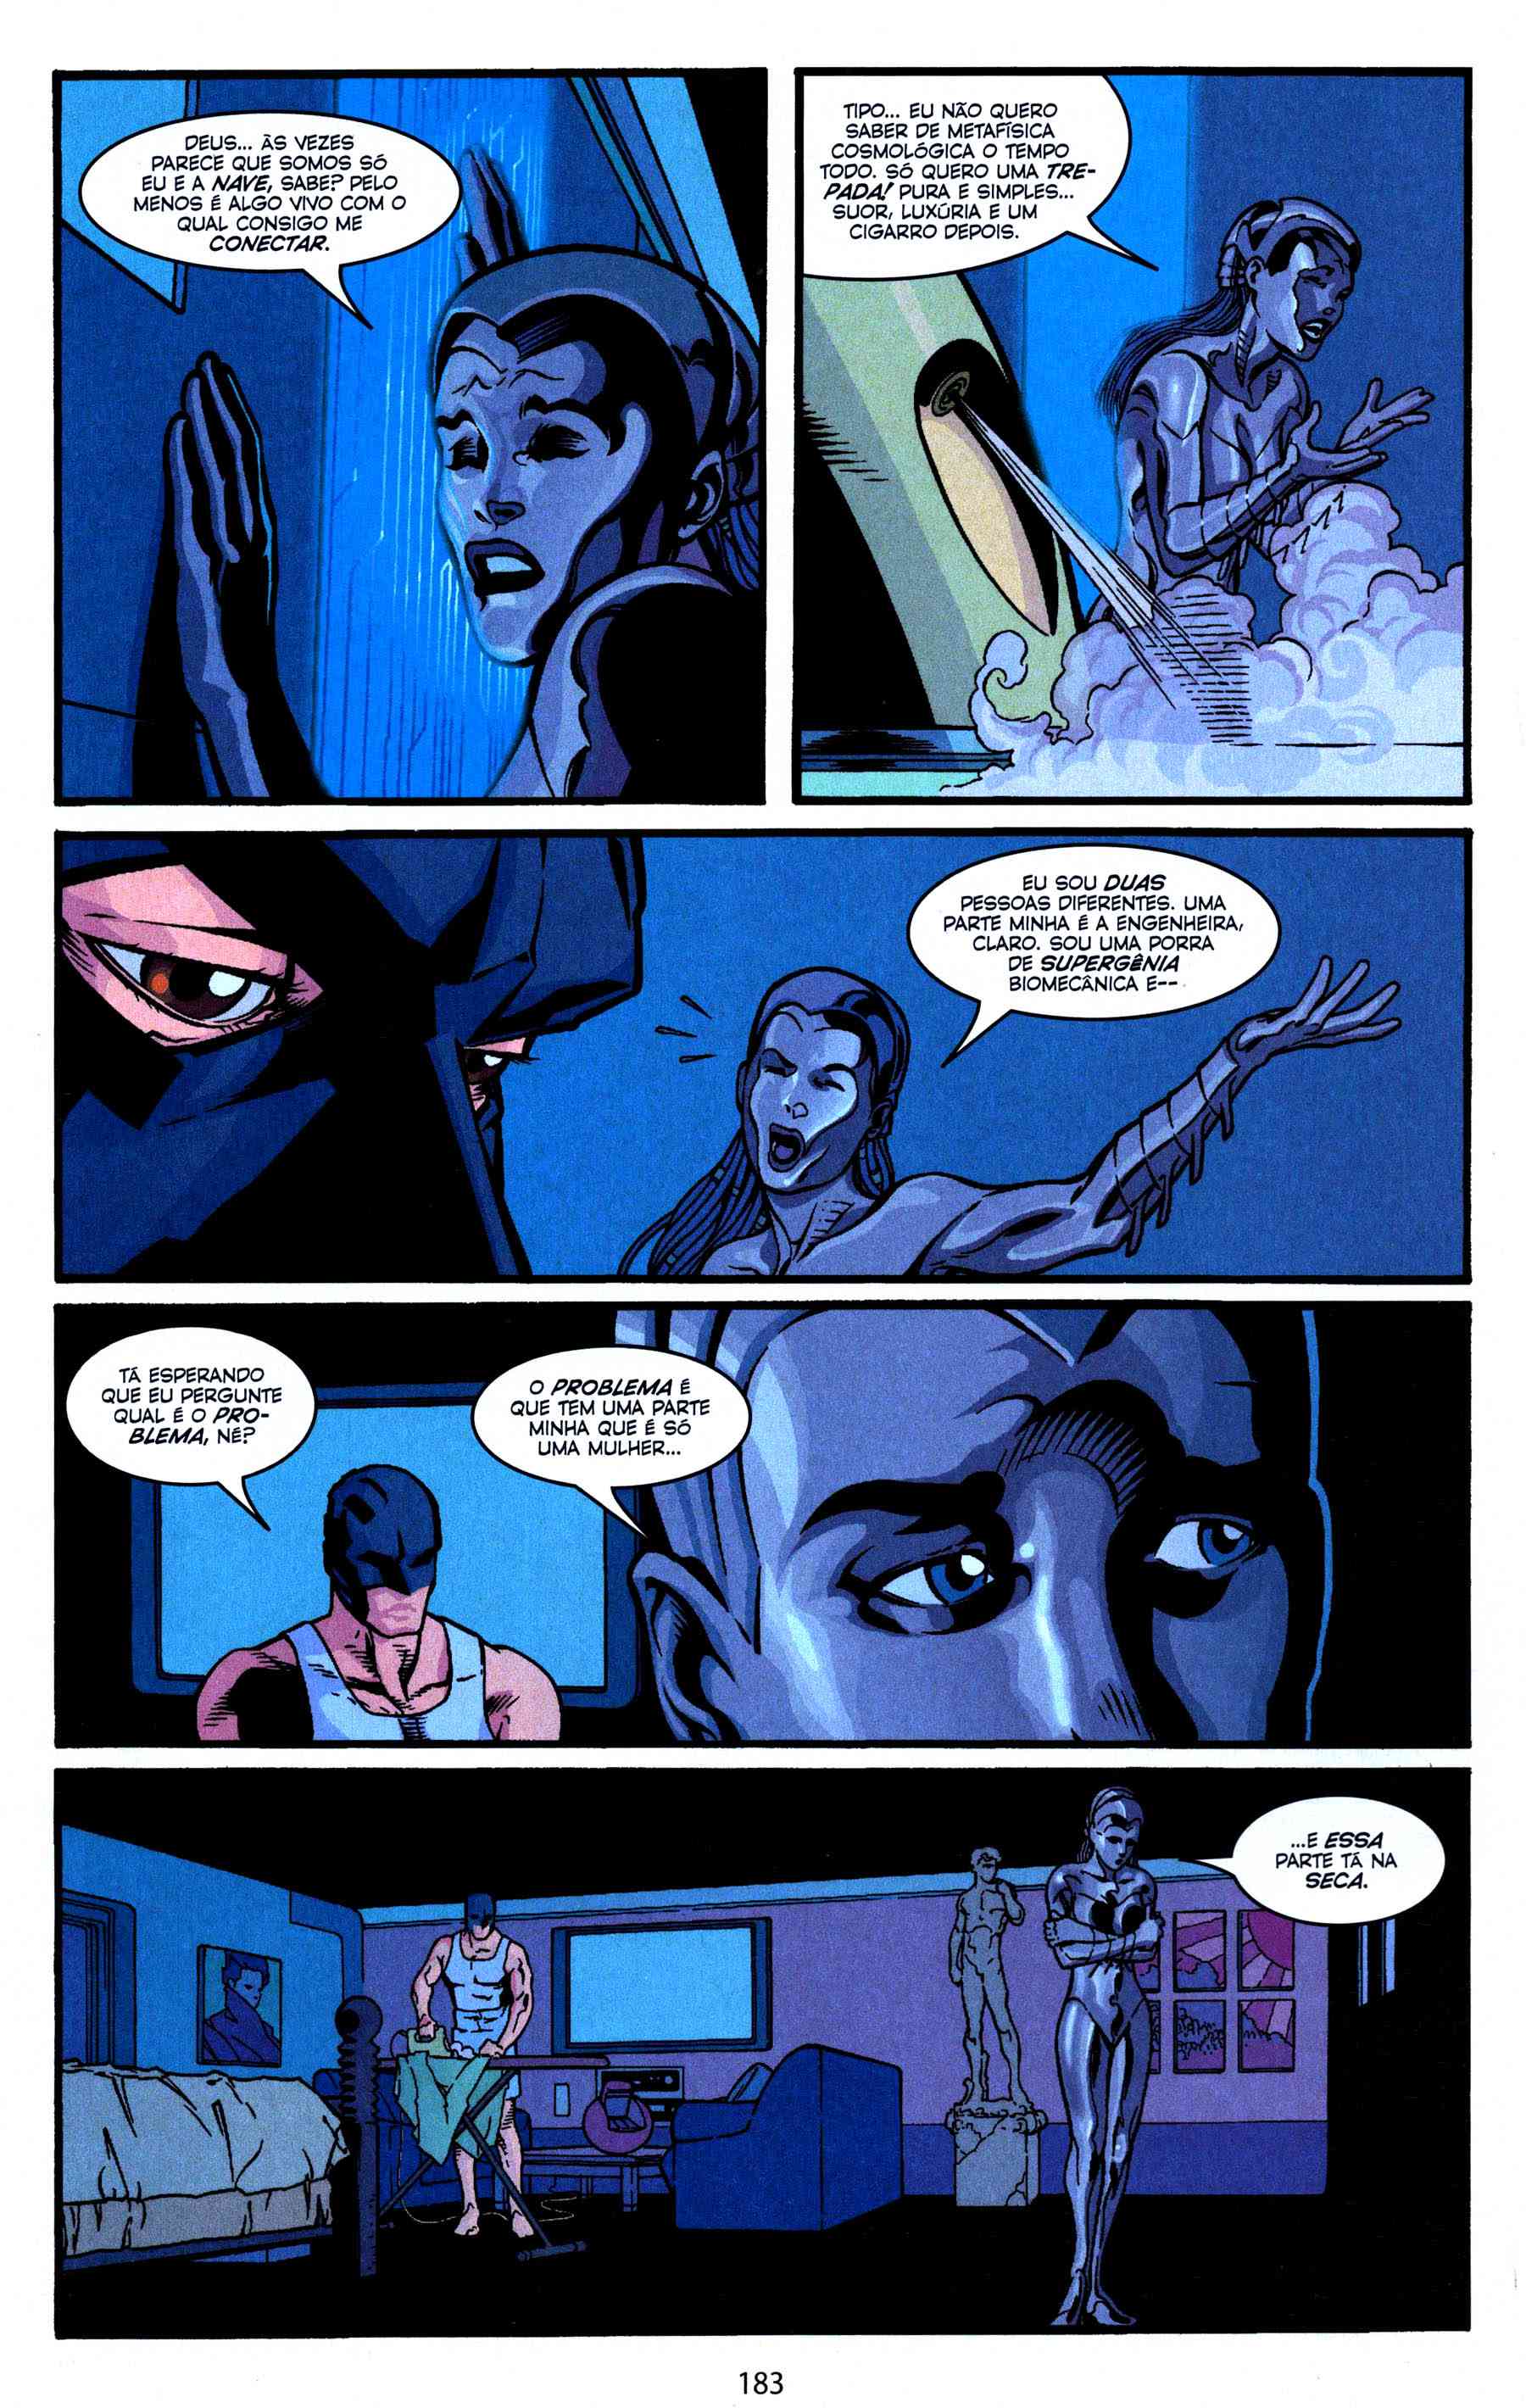 DEUS... ÀS VEZES
PARECE QUE SOMOS SÓ
EU E A NAVE, SABE? PELO
MENOS É ALGO VIVO COM O
QUAL CONSIGO ME
CONECTAR.
TIPO... EU NÃO QUERO
SABER DE METAFÍSICA
COSMOLÓGICA O TEMPO
TODO. SÓ QUERO UMA TRE-
PADA! PURA E SIMPLES...
SUOR, LUXÚRIA E UM
CIGARRO DEPOIS.
EU SOU DUAS
PESSOAS DIFERENTES. UMA
PARTE MINHA É A ENGENHEIRA,
CLARO. SOU UMA PORRA
DE SUPERGÊNIA
BIOMECÂNICA E--
TÁ ESPERANDO
QUE EU PERGUNTE
QUAL É O PRO-
BLEMA, NÉ?
O PROBLEMA É
QUE TEM UMA PARTE
MINHA QUE É SÓ
UMA MULHER...
...E ESSA
PARTE TÁ NA
SECA.
183